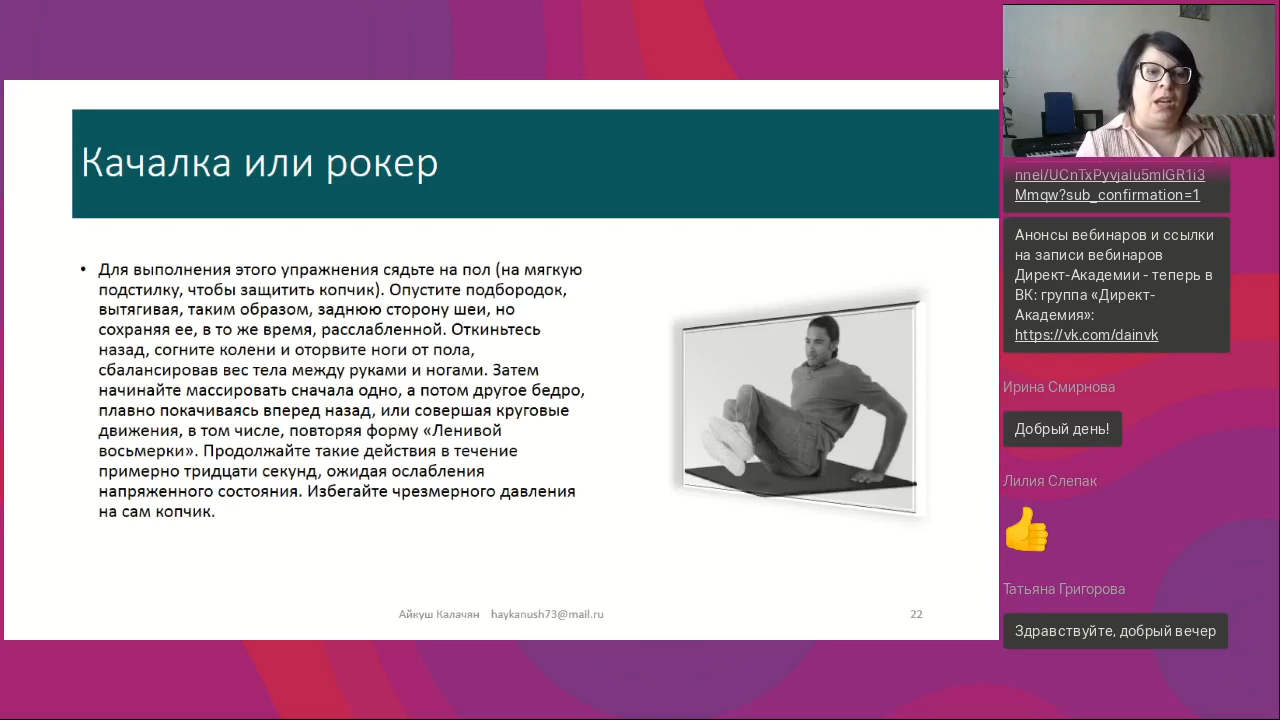 Качалка или рокер
• Для выполнения этого упражнения сядьте на пол (на мягкую
подстилку, чтобы защитить копчик). Опустите подбородок,
вытягивая, таким образом, заднюю сторону шеи, но
сохраняя ее, в то же время, расслабленной. Откиньтесь
назад, согните колени и оторвите ноги от пола,
сбалансировав вес тела между руками и ногами. Затем
начинайте массировать сначала одно, а потом другое бедро,
плавно покачиваясь вперед назад, или совершая круговые
движения, в том числе, повторяя форму «Ленивой
восьмерки». Продолжайте такие действия в течение
примерно тридцати секунд, ожидая ослабления
напряженного состояния. Избегайте чрезмерного давления
на сам копчик.
Айкуш Калачян haykanush73@mail.ru
22
Mmqw?sub_confirmation=1
Анонсы вебинаров и ссылки
на записи вебинаров
Директ-Академии - теперь в
ВК: группа «Директ-
Академия»:
https://vk.com/dainvk
Ирина Смирнова
Добрый день!
Лилия Слепак
Татьяна Григорова
Здравствуйте, добрый вечер